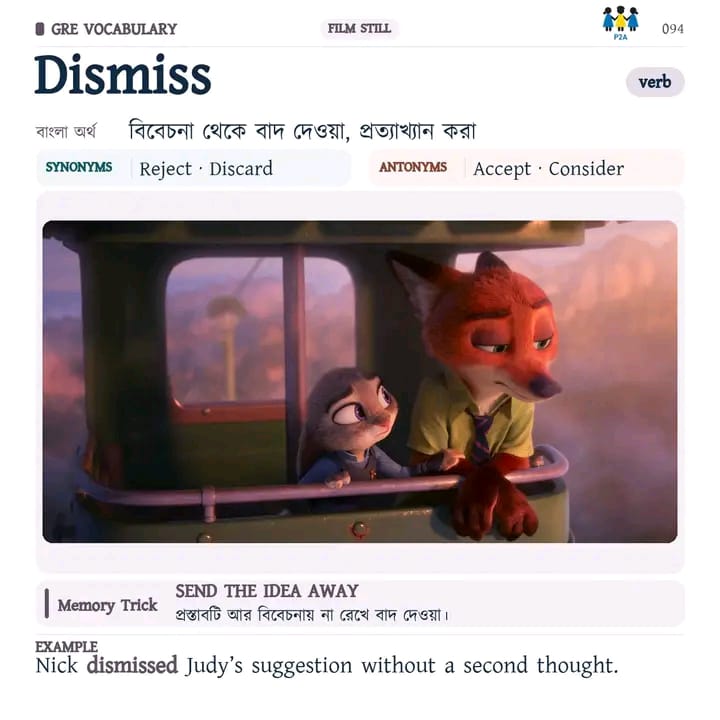 GRE VOCABULARY
FILM STILL
P2A
094
Dismiss
verb
বাংলা অর্থ বিবেচনা থেকে বাদ দেওয়া, প্রত্যাখ্যান করা
SYNONYMS Reject · Discard
ANTONYMS Accept · Consider
Memory Trick
SEND THE IDEA AWAY
প্রস্তাবটি আর বিবেচনায় না রেখে বাদ দেওয়া।
EXAMPLE
Nick dismissed Judy’s suggestion without a second thought.